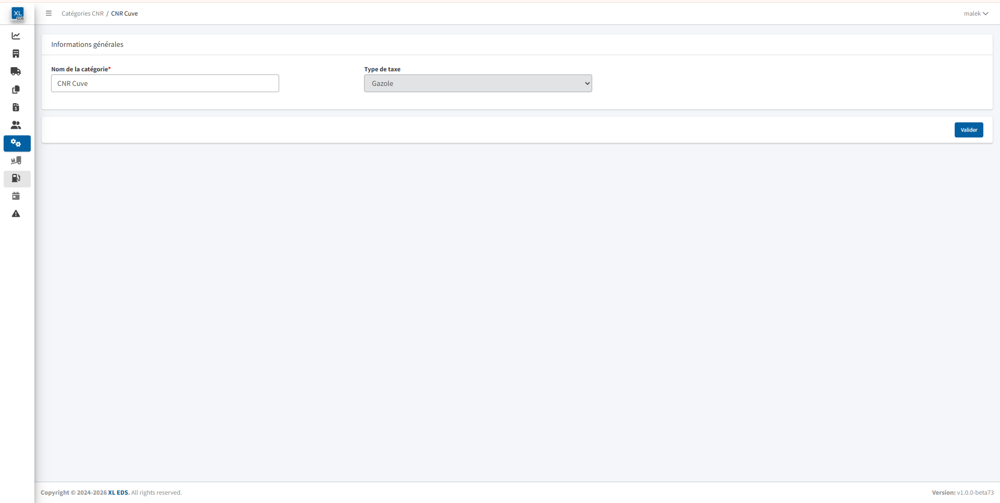 XL
EDS
Catégories CNR / CNR Cuve
malek
Informations générales
Nom de la catégorie*
Type de taxe
CNR Cuve
Gazole
Valider
Copyright © 2024-2026 XL EDS. All rights reserved.
Version: v1.0.0-beta73